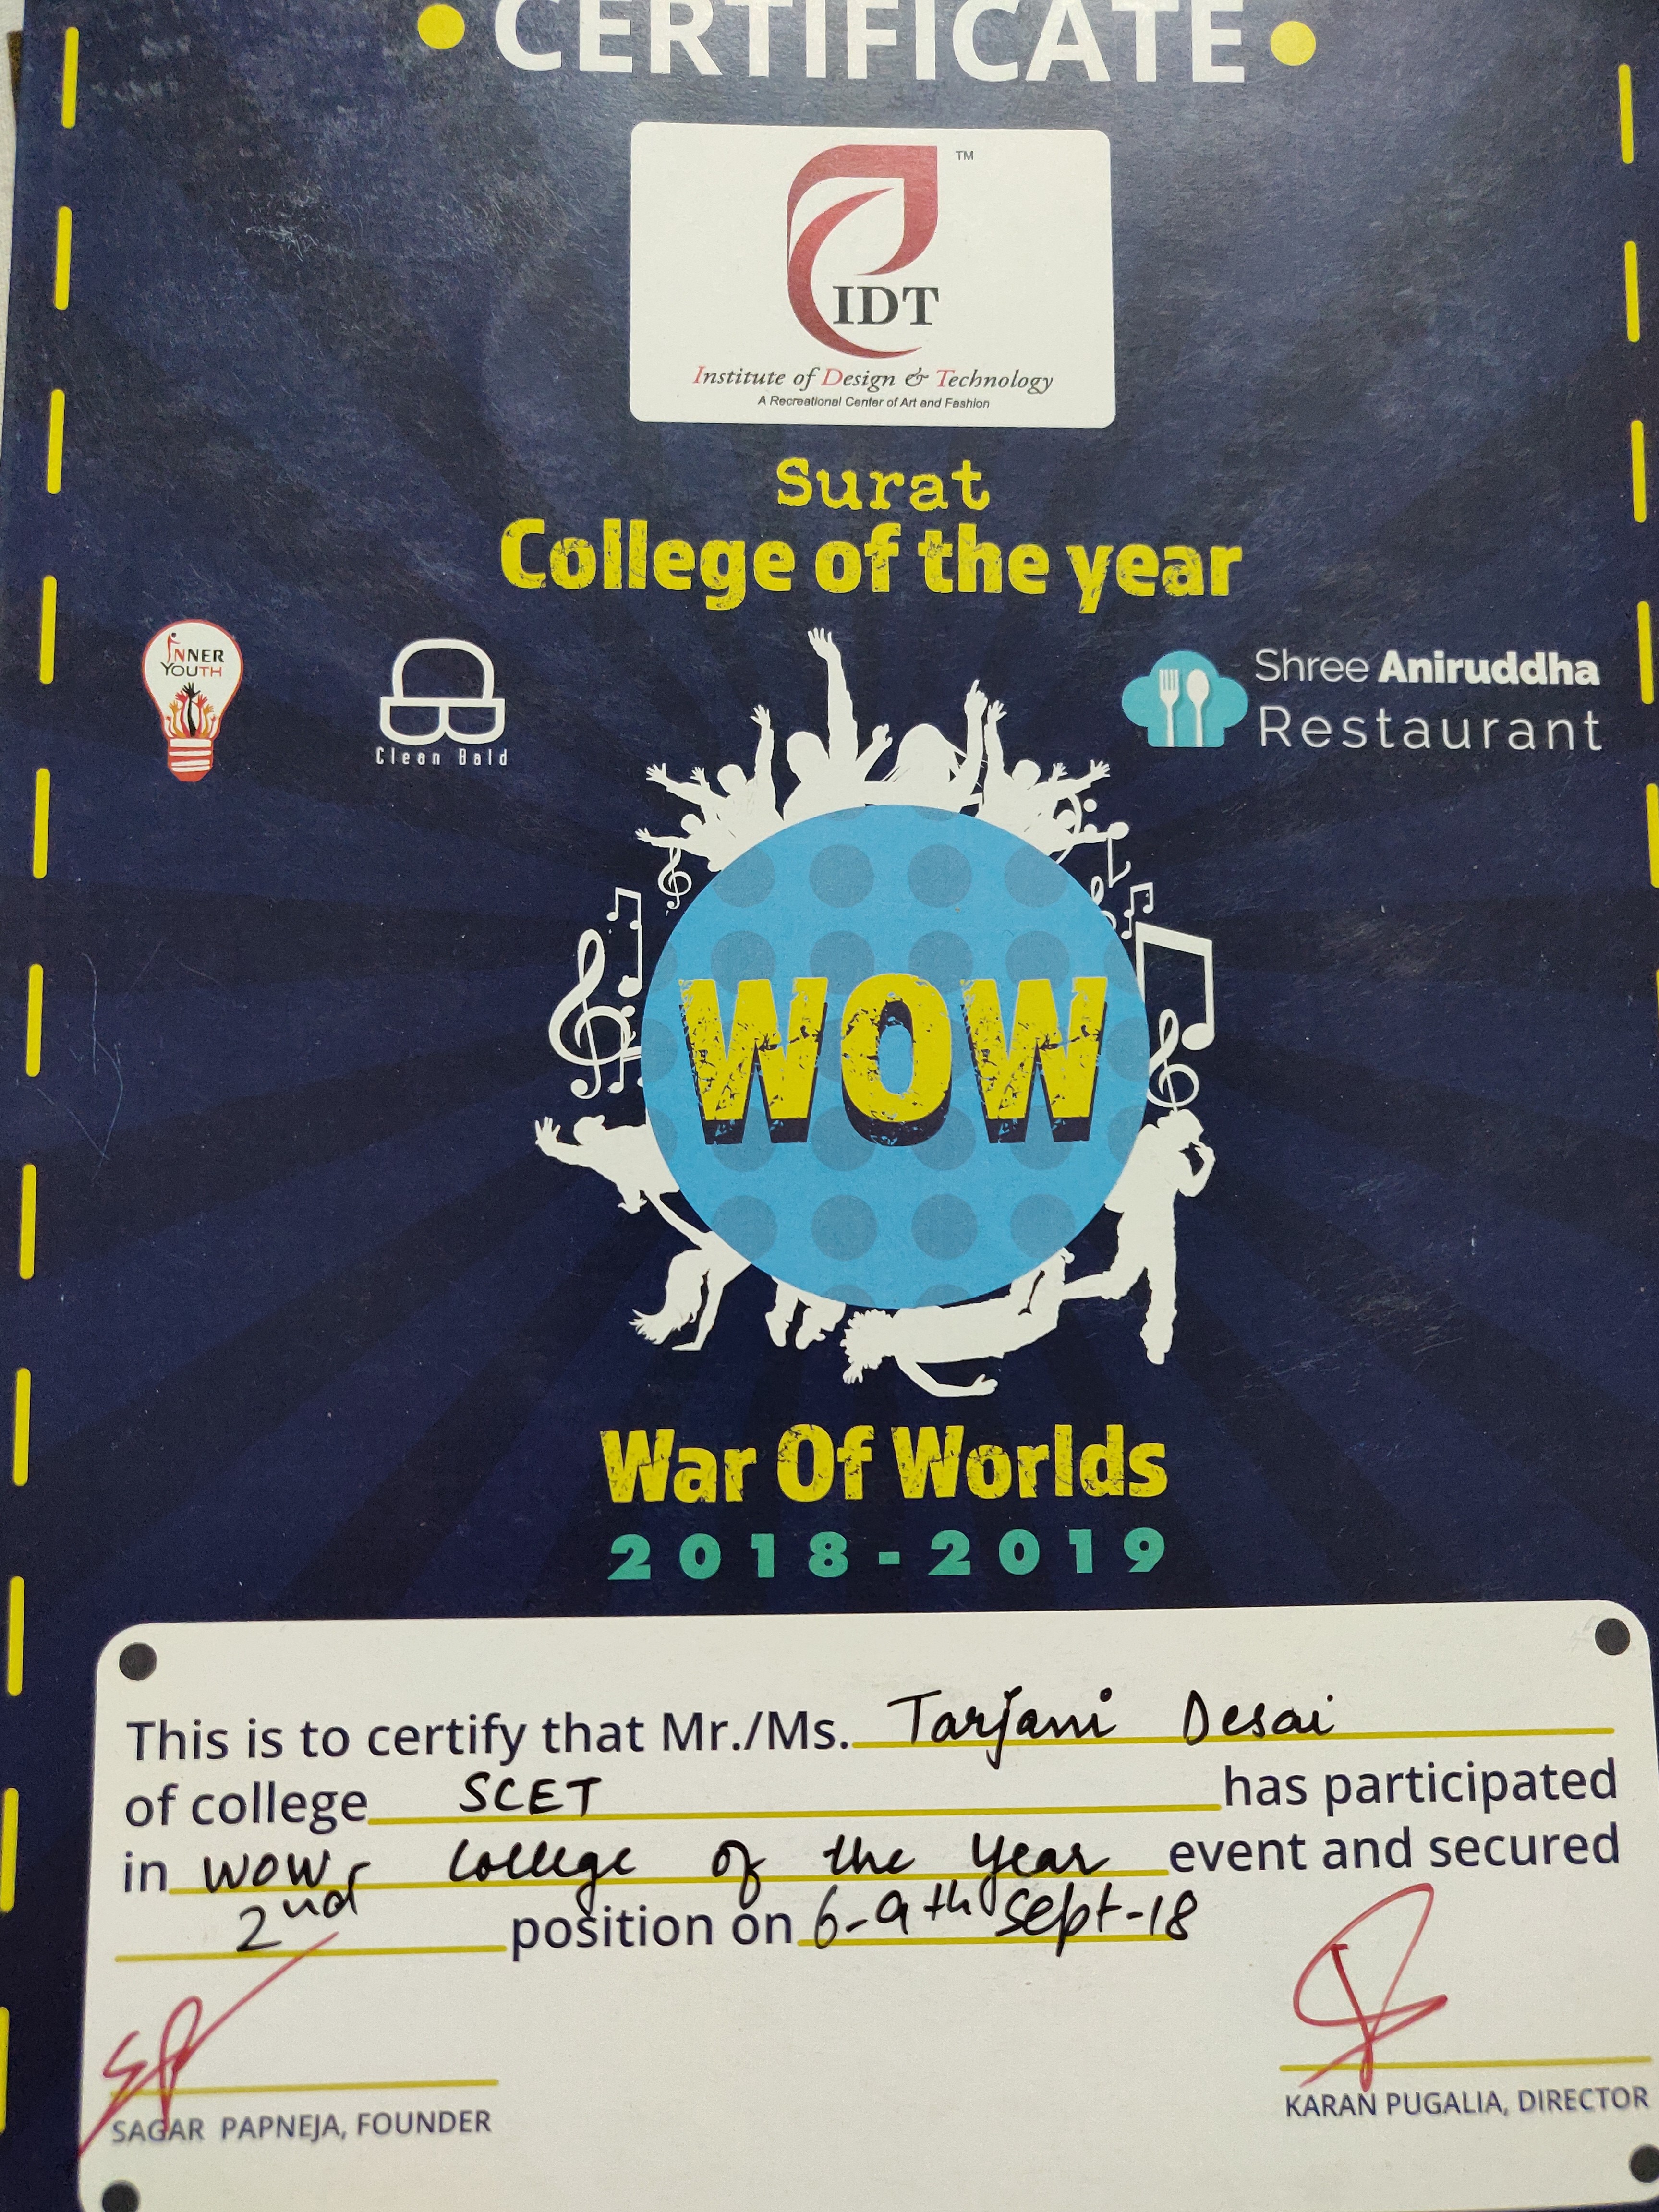 CERTIFICATE
TM
IDT
Institute of Design & Technology
A Recreational Center of Art and Fashion
Surat
College of the year
INNER
YOUTH
Clean Bald
Shree Aniruddha
Restaurant
WOW
War Of Worlds
2018-2019
This is to certify that Mr./Ms. Tarjani Desai
of college SCET has participated
in WOW College of the Year event and secured
2nd position on 6-9th Sept-18
SAGAR PAPNEJA, FOUNDER
KARAN PUGALIA, DIRECTOR